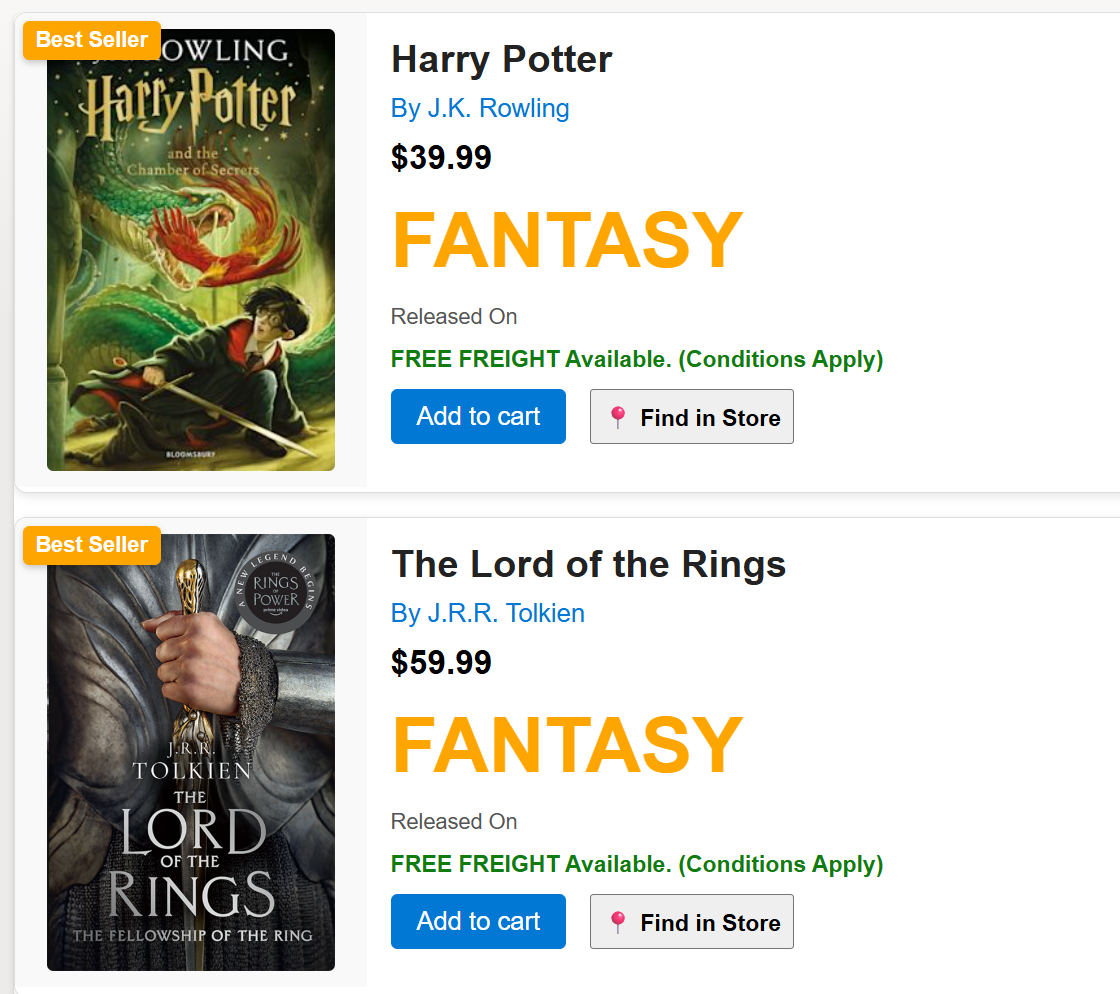 Best Seller
ROWLING
Harry Potter
and the
Chamber of Secrets
BLOOMSBURY
Harry Potter
By J.K. Rowling
$39.99
FANTASY
Released On
FREE FREIGHT Available. (Conditions Apply)
Add to cart
Find in Store
Best Seller
A NEW LEGEND BEGINS
THE
RINGS
OF
POWER
prime video
J.R.R.
TOLKIEN
THE
LORD
OF THE
RINGS
THE FELLOWSHIP OF THE RING
The Lord of the Rings
By J.R.R. Tolkien
$59.99
FANTASY
Released On
FREE FREIGHT Available. (Conditions Apply)
Add to cart
Find in Store